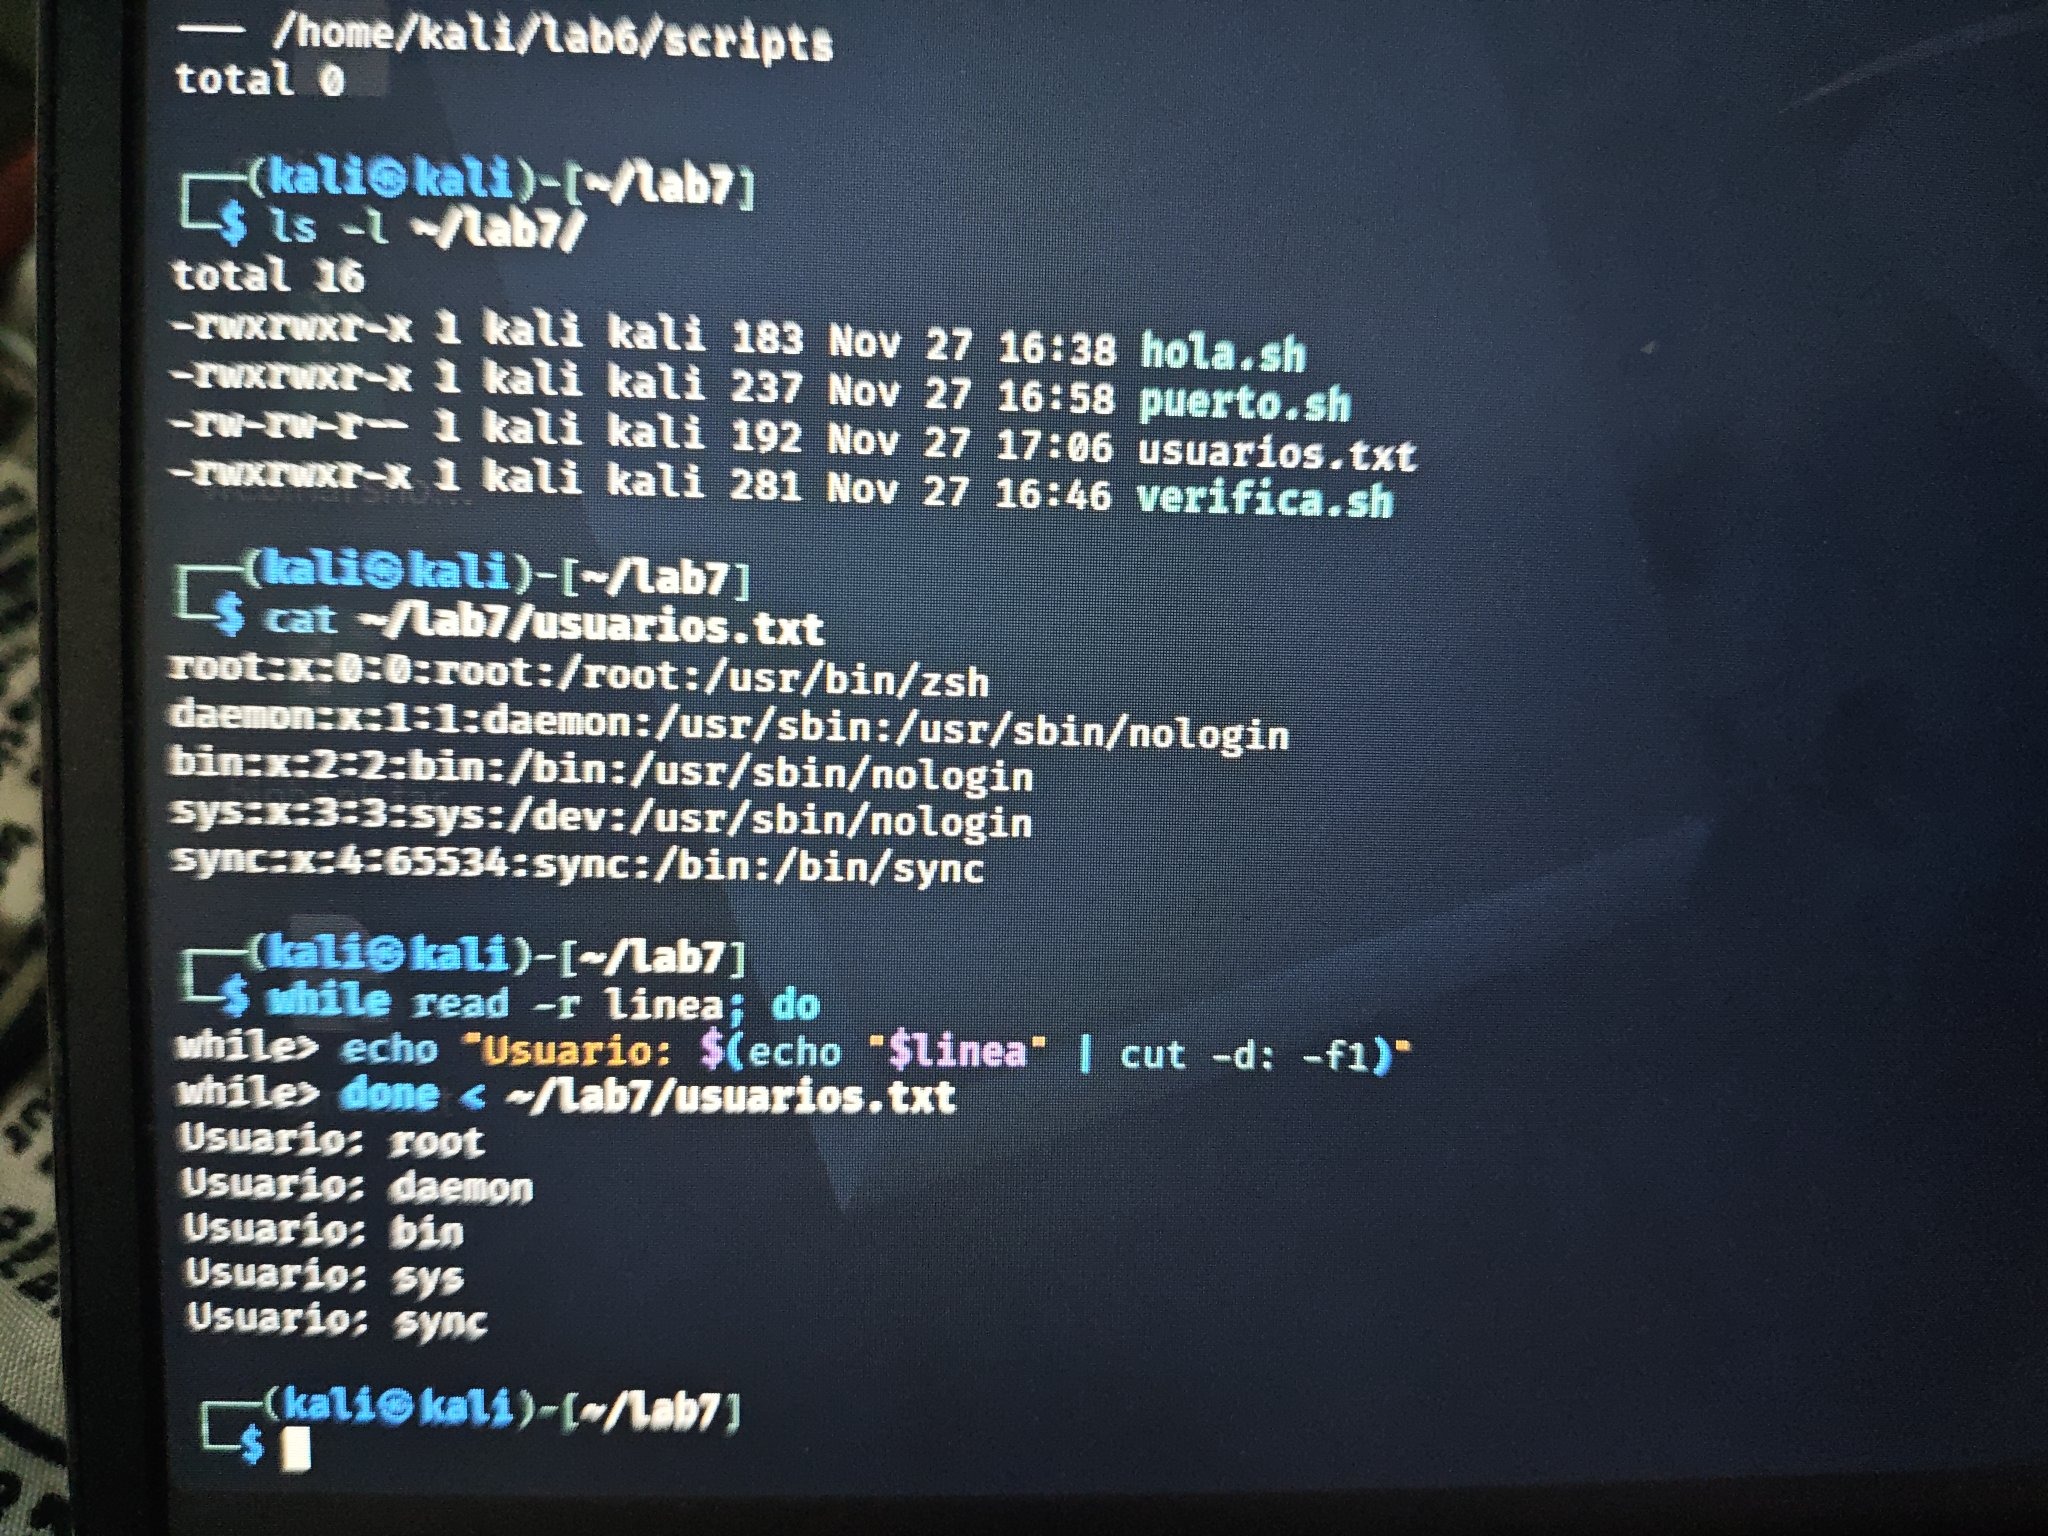 ── /home/kali/lab6/scripts
total 0
┌──(kali㉿kali)-[~/lab7]
└─$ ls -l ~/lab7/
total 16
-rwxrwxr-x 1 kali kali 183 Nov 27 16:38 hola.sh
-rwxrwxr-x 1 kali kali 237 Nov 27 16:58 puerto.sh
-rw-rw-r-- 1 kali kali 192 Nov 27 17:06 usuarios.txt
-rwxrwxr-x 1 kali kali 281 Nov 27 16:46 verifica.sh
┌──(kali㉿kali)-[~/lab7]
└─$ cat ~/lab7/usuarios.txt
root:x:0:0:root:/root:/usr/bin/zsh
daemon:x:1:1:daemon:/usr/sbin:/usr/sbin/nologin
bin:x:2:2:bin:/bin:/usr/sbin/nologin
sys:x:3:3:sys:/dev:/usr/sbin/nologin
sync:x:4:65534:sync:/bin:/bin/sync
┌──(kali㉿kali)-[~/lab7]
└─$ while read -r linea; do
while> echo "Usuario: $(echo "$linea" | cut -d: -f1)"
while> done < ~/lab7/usuarios.txt
Usuario: root
Usuario: daemon
Usuario: bin
Usuario: sys
Usuario: sync
┌──(kali㉿kali)-[~/lab7]
└─$